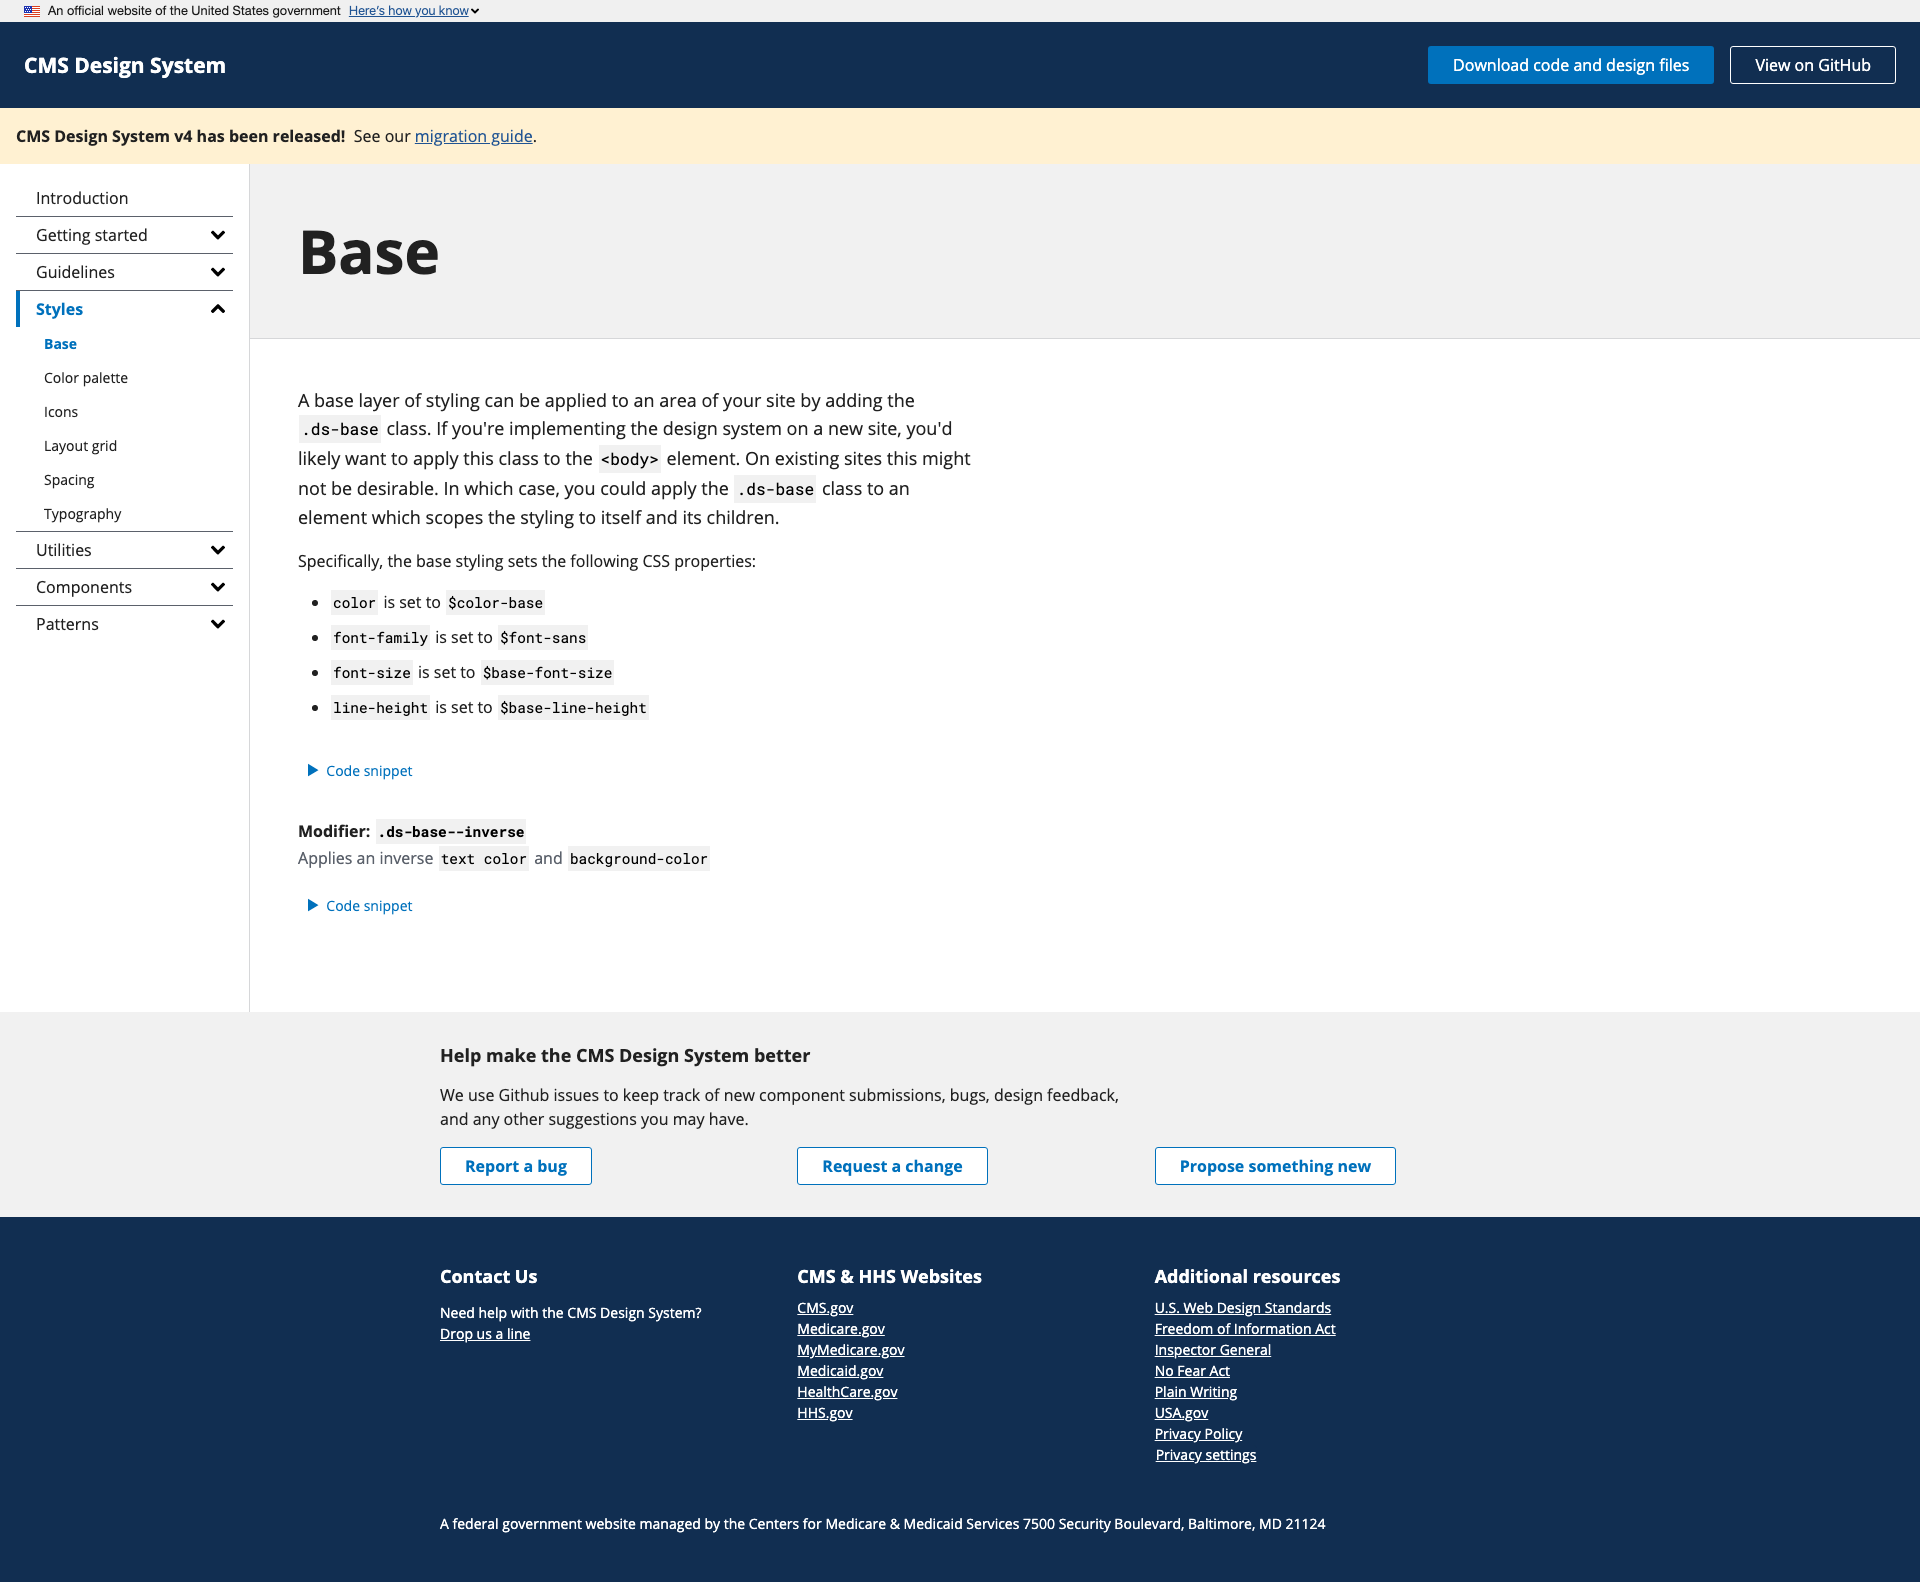 An official website of the United States government Here's how you know
CMS Design System
Download code and design files
View on GitHub
CMS Design System v4 has been released! See our migration guide.
Introduction
Getting started
Guidelines
Styles
Base
Color palette
Icons
Layout grid
Spacing
Typography
Utilities
Components
Patterns
Base
A base layer of styling can be applied to an area of your site by adding the
.ds-base class. If you're implementing the design system on a new site, you'd
likely want to apply this class to the <body> element. On existing sites this might
not be desirable. In which case, you could apply the .ds-base class to an
element which scopes the styling to itself and its children.
Specifically, the base styling sets the following CSS properties:
color is set to $color-base
font-family is set to $font-sans
font-size is set to $base-font-size
line-height is set to $base-line-height
Code snippet
Modifier: .ds-base--inverse
Applies an inverse text color and background-color
Code snippet
Help make the CMS Design System better
We use Github issues to keep track of new component submissions, bugs, design feedback,
and any other suggestions you may have.
Report a bug
Request a change
Propose something new
Contact Us
Need help with the CMS Design System?
Drop us a line
CMS & HHS Websites
CMS.gov
Medicare.gov
MyMedicare.gov
Medicaid.gov
HealthCare.gov
HHS.gov
Additional resources
U.S. Web Design Standards
Freedom of Information Act
Inspector General
No Fear Act
Plain Writing
USA.gov
Privacy Policy
Privacy settings
A federal government website managed by the Centers for Medicare & Medicaid Services 7500 Security Boulevard, Baltimore, MD 21124